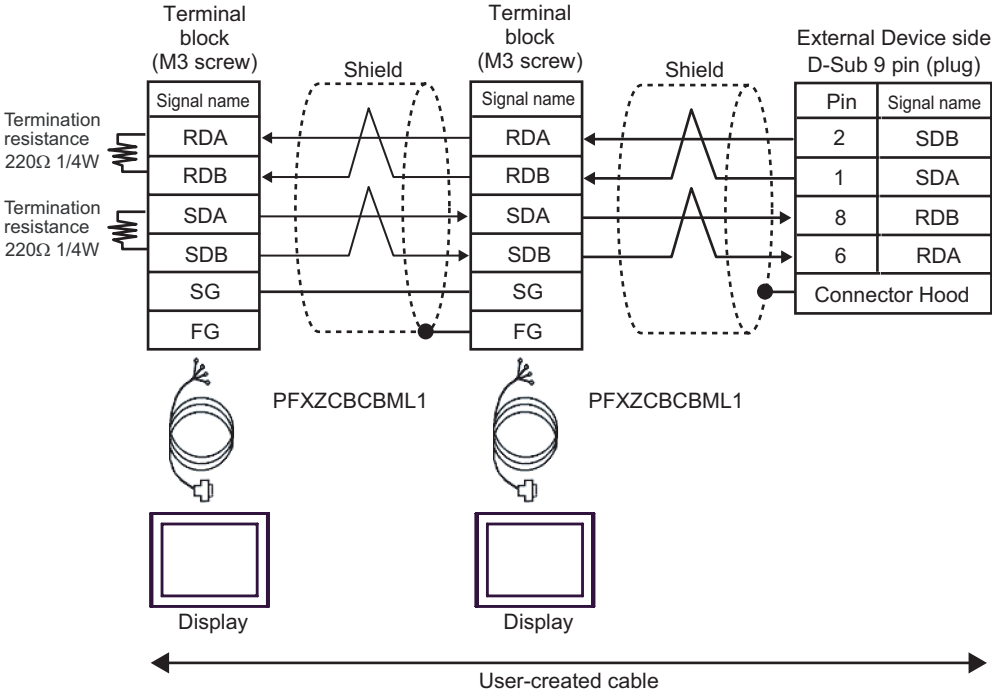 Terminal
block
(M3 screw)
Terminal
block
(M3 screw)
External Device side
D-Sub 9 pin (plug)
Shield
Shield
Signal name
RDA
RDB
SDA
SDB
SG
FG
Signal name
RDA
RDB
SDA
SDB
SG
FG
Pin Signal name
2 SDB
1 SDA
8 RDB
6 RDA
Connector Hood
Termination
resistance
220Ω 1/4W
Termination
resistance
220Ω 1/4W
PFXZCBCBML1
PFXZCBCBML1
Display
Display
User-created cable